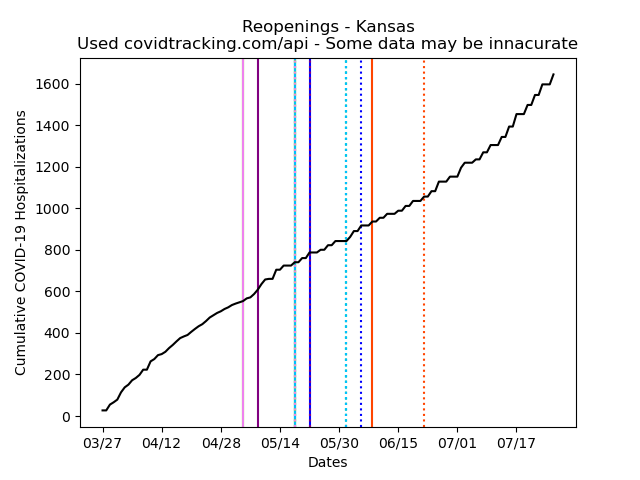 Reopenings - Kansas
Used covidtracking.com/api - Some data may be innacurate
Cumulative COVID-19 Hospitalizations
1600
1400
1200
1000
800
600
400
200
0
03/27 04/12 04/28 05/14 05/30 06/15 07/01 07/17
Dates